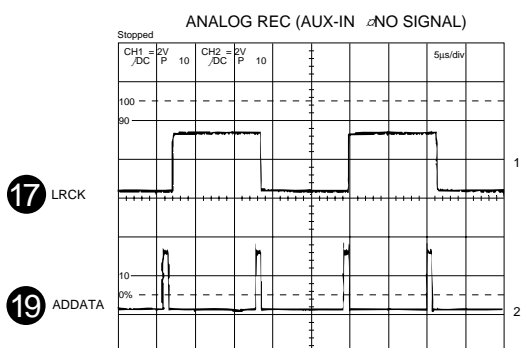 ANALOG REC (AUX-IN NO SIGNAL)
Stopped
CH1 = 2V CH2 = 2V 5µs/div
/DC P 10 /DC P 10
100
90
1
17 LRCK
10
0%
19 ADDATA
2